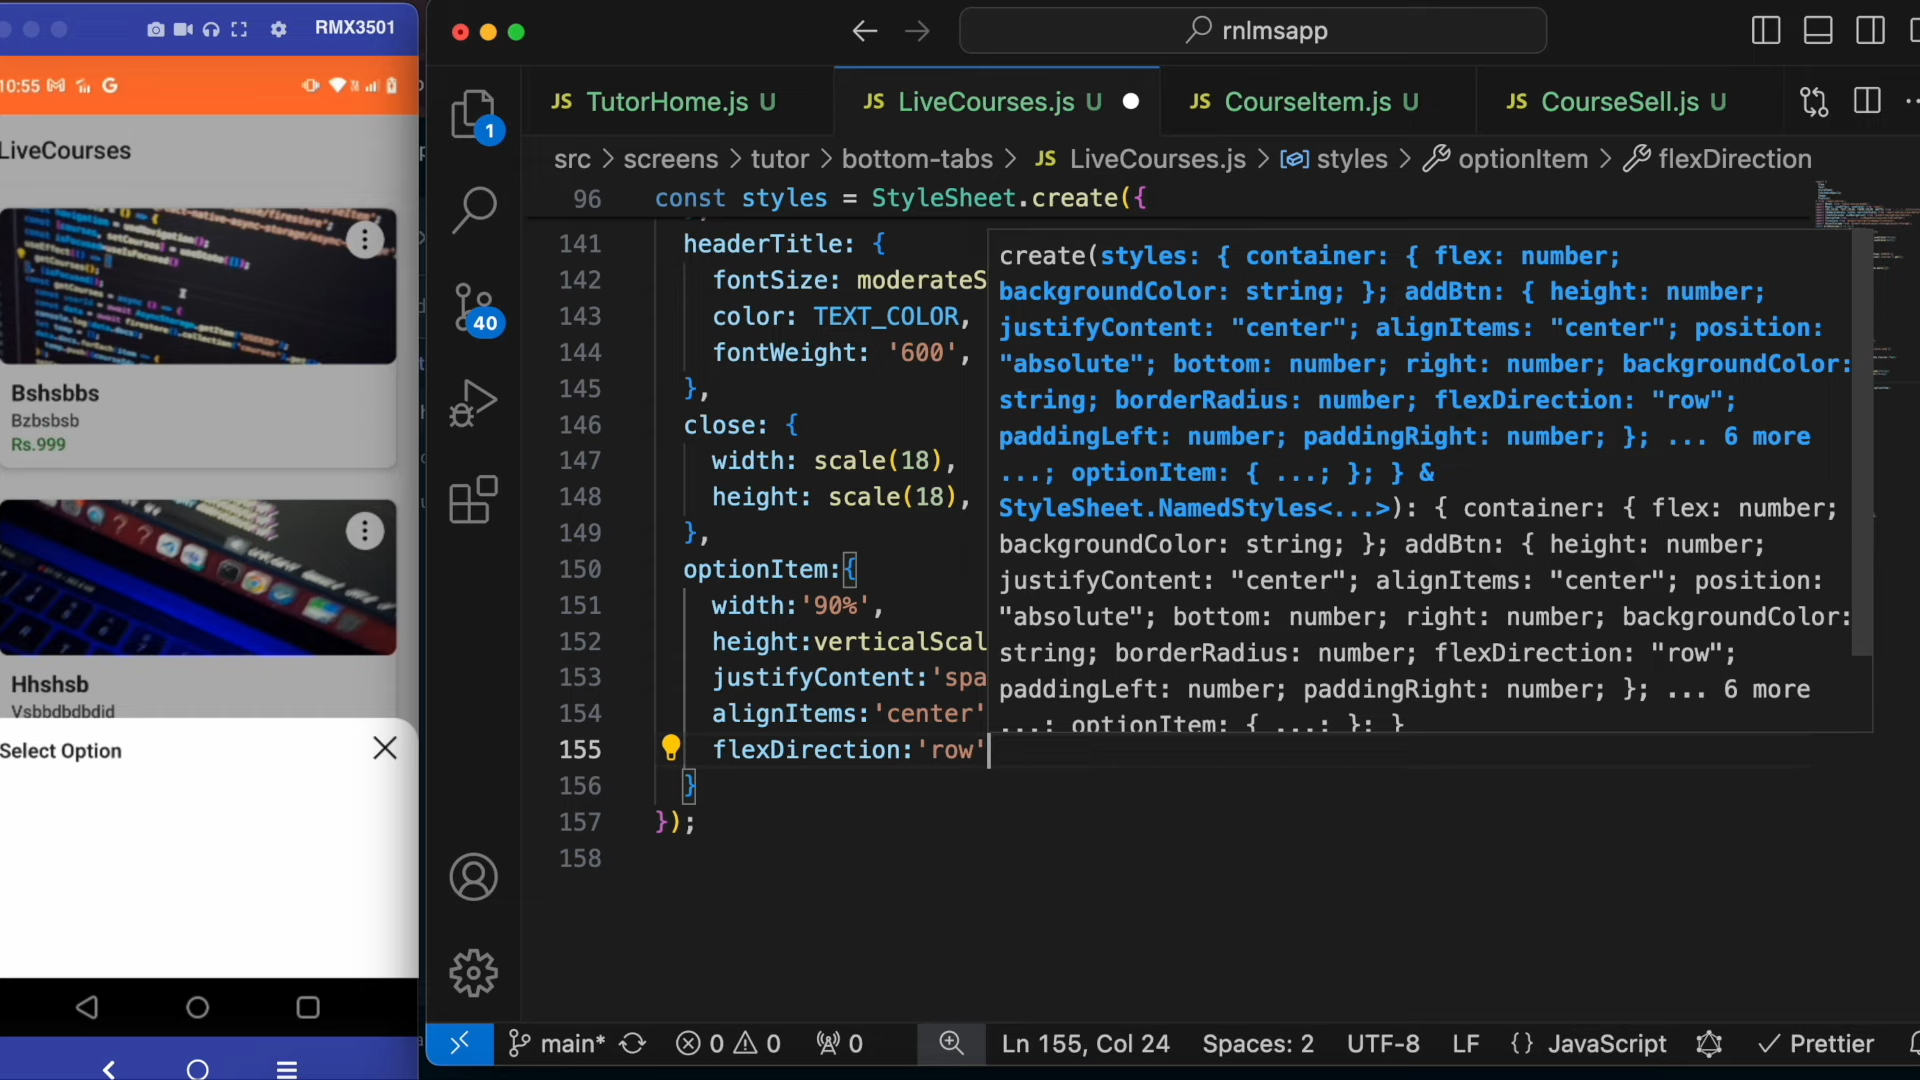 RMX3501
10:55
LiveCourses
Bshsbbs
Bzbsbsb
Rs.999
Hhshsb
Vsbbdbdbdid
Select Option
rnlmsapp
JS TutorHome.js U
JS LiveCourses.js U
JS CourseItem.js U
JS CourseSell.js U
src > screens > tutor > bottom-tabs > JS LiveCourses.js > styles > optionItem > flexDirection
96 const styles = StyleSheet.create({
141 headerTitle: {
142 fontSize: moderateS
143 color: TEXT_COLOR,
144 fontWeight: '600',
145 },
146 close: {
147 width: scale(18),
148 height: scale(18),
149 },
150 optionItem:{
151 width:'90%',
152 height:verticalScal
153 justifyContent:'spa
154 alignItems:'center'
155 flexDirection:'row'
156 }
157 });
158
create(styles: { container: { flex: number;
backgroundColor: string; }; addBtn: { height: number;
justifyContent: "center"; alignItems: "center"; position:
"absolute"; bottom: number; right: number; backgroundColor:
string; borderRadius: number; flexDirection: "row";
paddingLeft: number; paddingRight: number; }; ... 6 more
...; optionItem: { ...; }; } &
StyleSheet.NamedStyles<...>): { container: { flex: number;
backgroundColor: string; }; addBtn: { height: number;
justifyContent: "center"; alignItems: "center"; position:
"absolute"; bottom: number; right: number; backgroundColor:
string; borderRadius: number; flexDirection: "row";
paddingLeft: number; paddingRight: number; }; ... 6 more
...; optionItem: { ...; }; }
1
40
main* 0 0 0 Ln 155, Col 24 Spaces: 2 UTF-8 LF {} JavaScript Prettier